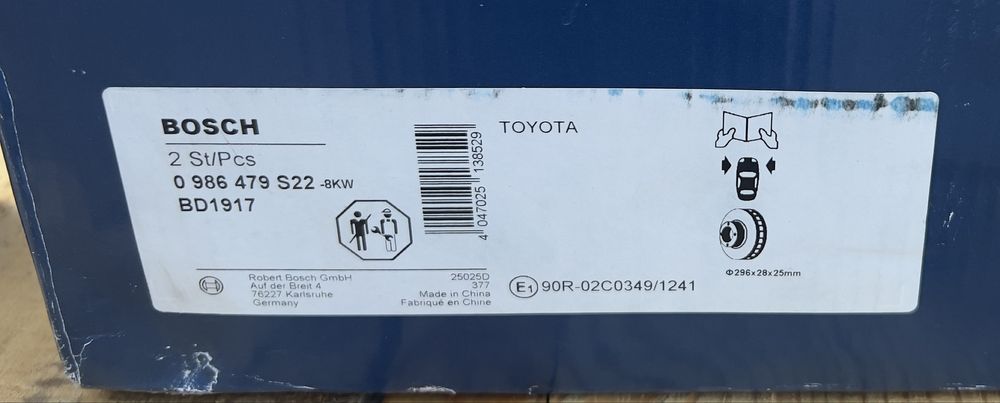 BOSCH
2 St/Pcs
0 986 479 S22 -8KW
BD1917
4 047025 138529
TOYOTA
Φ296x28x25mm
Robert Bosch GmbH
Auf der Breit 4
76227 Karlsruhe
Germany
25025D
377
Made in China
Fabriqué en Chine
E1 90R-02C0349/1241